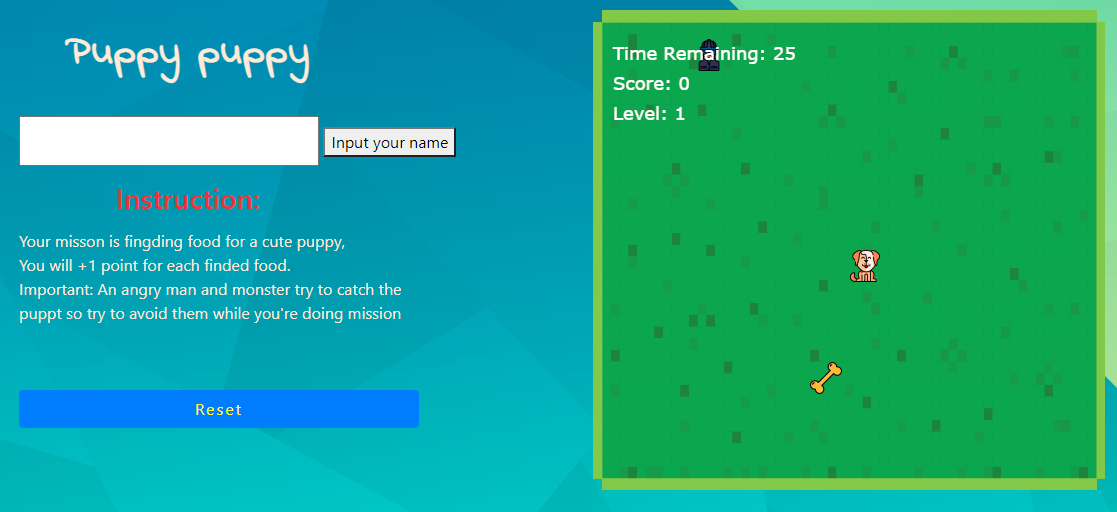 Puppy puppy
Input your name
Instruction:
Your misson is fingding food for a cute puppy,
You will +1 point for each finded food.
Important: An angry man and monster try to catch the
puppt so try to avoid them while you're doing mission
Reset
Time Remaining: 25
Score: 0
Level: 1